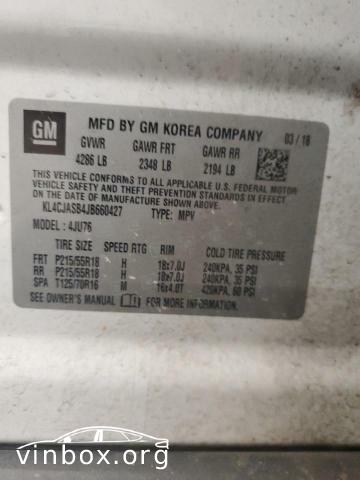 GM MFD BY GM KOREA COMPANY 03/18
GVWR GAWR FRT GAWR RR
4286 LB 2348 LB 2194 LB
THIS VEHICLE CONFORMS TO ALL APPLICABLE U.S. FEDERAL MOTOR
VEHICLE SAFETY AND THEFT PREVENTION STANDARDS IN EFFECT ON
THE DATE OF MANUFACTURE SHOWN ABOVE.
KL4CJASB4JB660427 TYPE: MPV
MODEL: 4JU76
TIRE SIZE SPEED RTG RIM COLD TIRE PRESSURE
FRT P215/55R18 H 18x7.0J 240KPA, 35 PSI
RR P215/55R18 H 18x7.0J 240KPA, 35 PSI
SPA T125/70R16 M 16x4.0T 420KPA, 60 PSI
SEE OWNER'S MANUAL FOR MORE INFORMATION.
vinbox.org